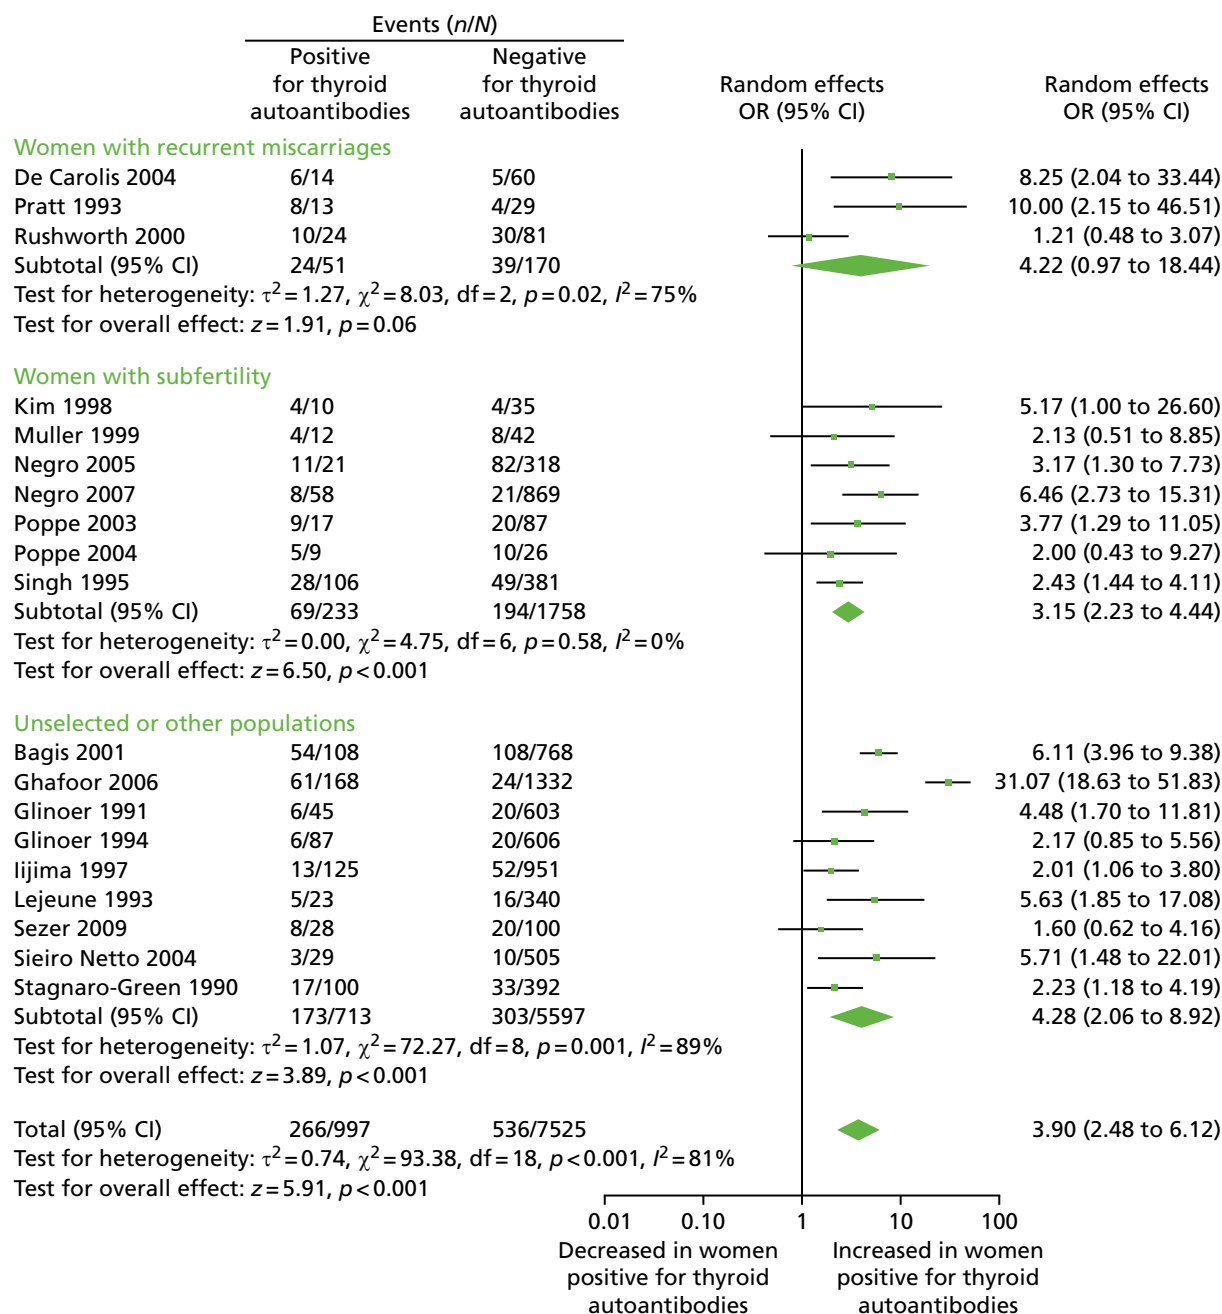 Events (n/N)
Positive for thyroid autoantibodies
Negative for thyroid autoantibodies
Random effects OR (95% CI)
Random effects OR (95% CI)
Women with recurrent miscarriages
De Carolis 2004 6/14 5/60 8.25 (2.04 to 33.44)
Pratt 1993 8/13 4/29 10.00 (2.15 to 46.51)
Rushworth 2000 10/24 30/81 1.21 (0.48 to 3.07)
Subtotal (95% CI) 24/51 39/170 4.22 (0.97 to 18.44)
Test for heterogeneity: τ²=1.27, χ²=8.03, df=2, p=0.02, I²=75%
Test for overall effect: z=1.91, p=0.06
Women with subfertility
Kim 1998 4/10 4/35 5.17 (1.00 to 26.60)
Muller 1999 4/12 8/42 2.13 (0.51 to 8.85)
Negro 2005 11/21 82/318 3.17 (1.30 to 7.73)
Negro 2007 8/58 21/869 6.46 (2.73 to 15.31)
Poppe 2003 9/17 20/87 3.77 (1.29 to 11.05)
Poppe 2004 5/9 10/26 2.00 (0.43 to 9.27)
Singh 1995 28/106 49/381 2.43 (1.44 to 4.11)
Subtotal (95% CI) 69/233 194/1758 3.15 (2.23 to 4.44)
Test for heterogeneity: τ²=0.00, χ²=4.75, df=6, p=0.58, I²=0%
Test for overall effect: z=6.50, p<0.001
Unselected or other populations
Bagis 2001 54/108 108/768 6.11 (3.96 to 9.38)
Ghafoor 2006 61/168 24/1332 31.07 (18.63 to 51.83)
Glinoer 1991 6/45 20/603 4.48 (1.70 to 11.81)
Glinoer 1994 6/87 20/606 2.17 (0.85 to 5.56)
Iijima 1997 13/125 52/951 2.01 (1.06 to 3.80)
Lejeune 1993 5/23 16/340 5.63 (1.85 to 17.08)
Sezer 2009 8/28 20/100 1.60 (0.62 to 4.16)
Sieiro Netto 2004 3/29 10/505 5.71 (1.48 to 22.01)
Stagnaro-Green 1990 17/100 33/392 2.23 (1.18 to 4.19)
Subtotal (95% CI) 173/713 303/5597 4.28 (2.06 to 8.92)
Test for heterogeneity: τ²=1.07, χ²=72.27, df=8, p=0.001, I²=89%
Test for overall effect: z=3.89, p<0.001
Total (95% CI) 266/997 536/7525 3.90 (2.48 to 6.12)
Test for heterogeneity: τ²=0.74, χ²=93.38, df=18, p<0.001, I²=81%
Test for overall effect: z=5.91, p<0.001
0.01 0.10 1 10 100
Decreased in women positive for thyroid autoantibodies
Increased in women positive for thyroid autoantibodies